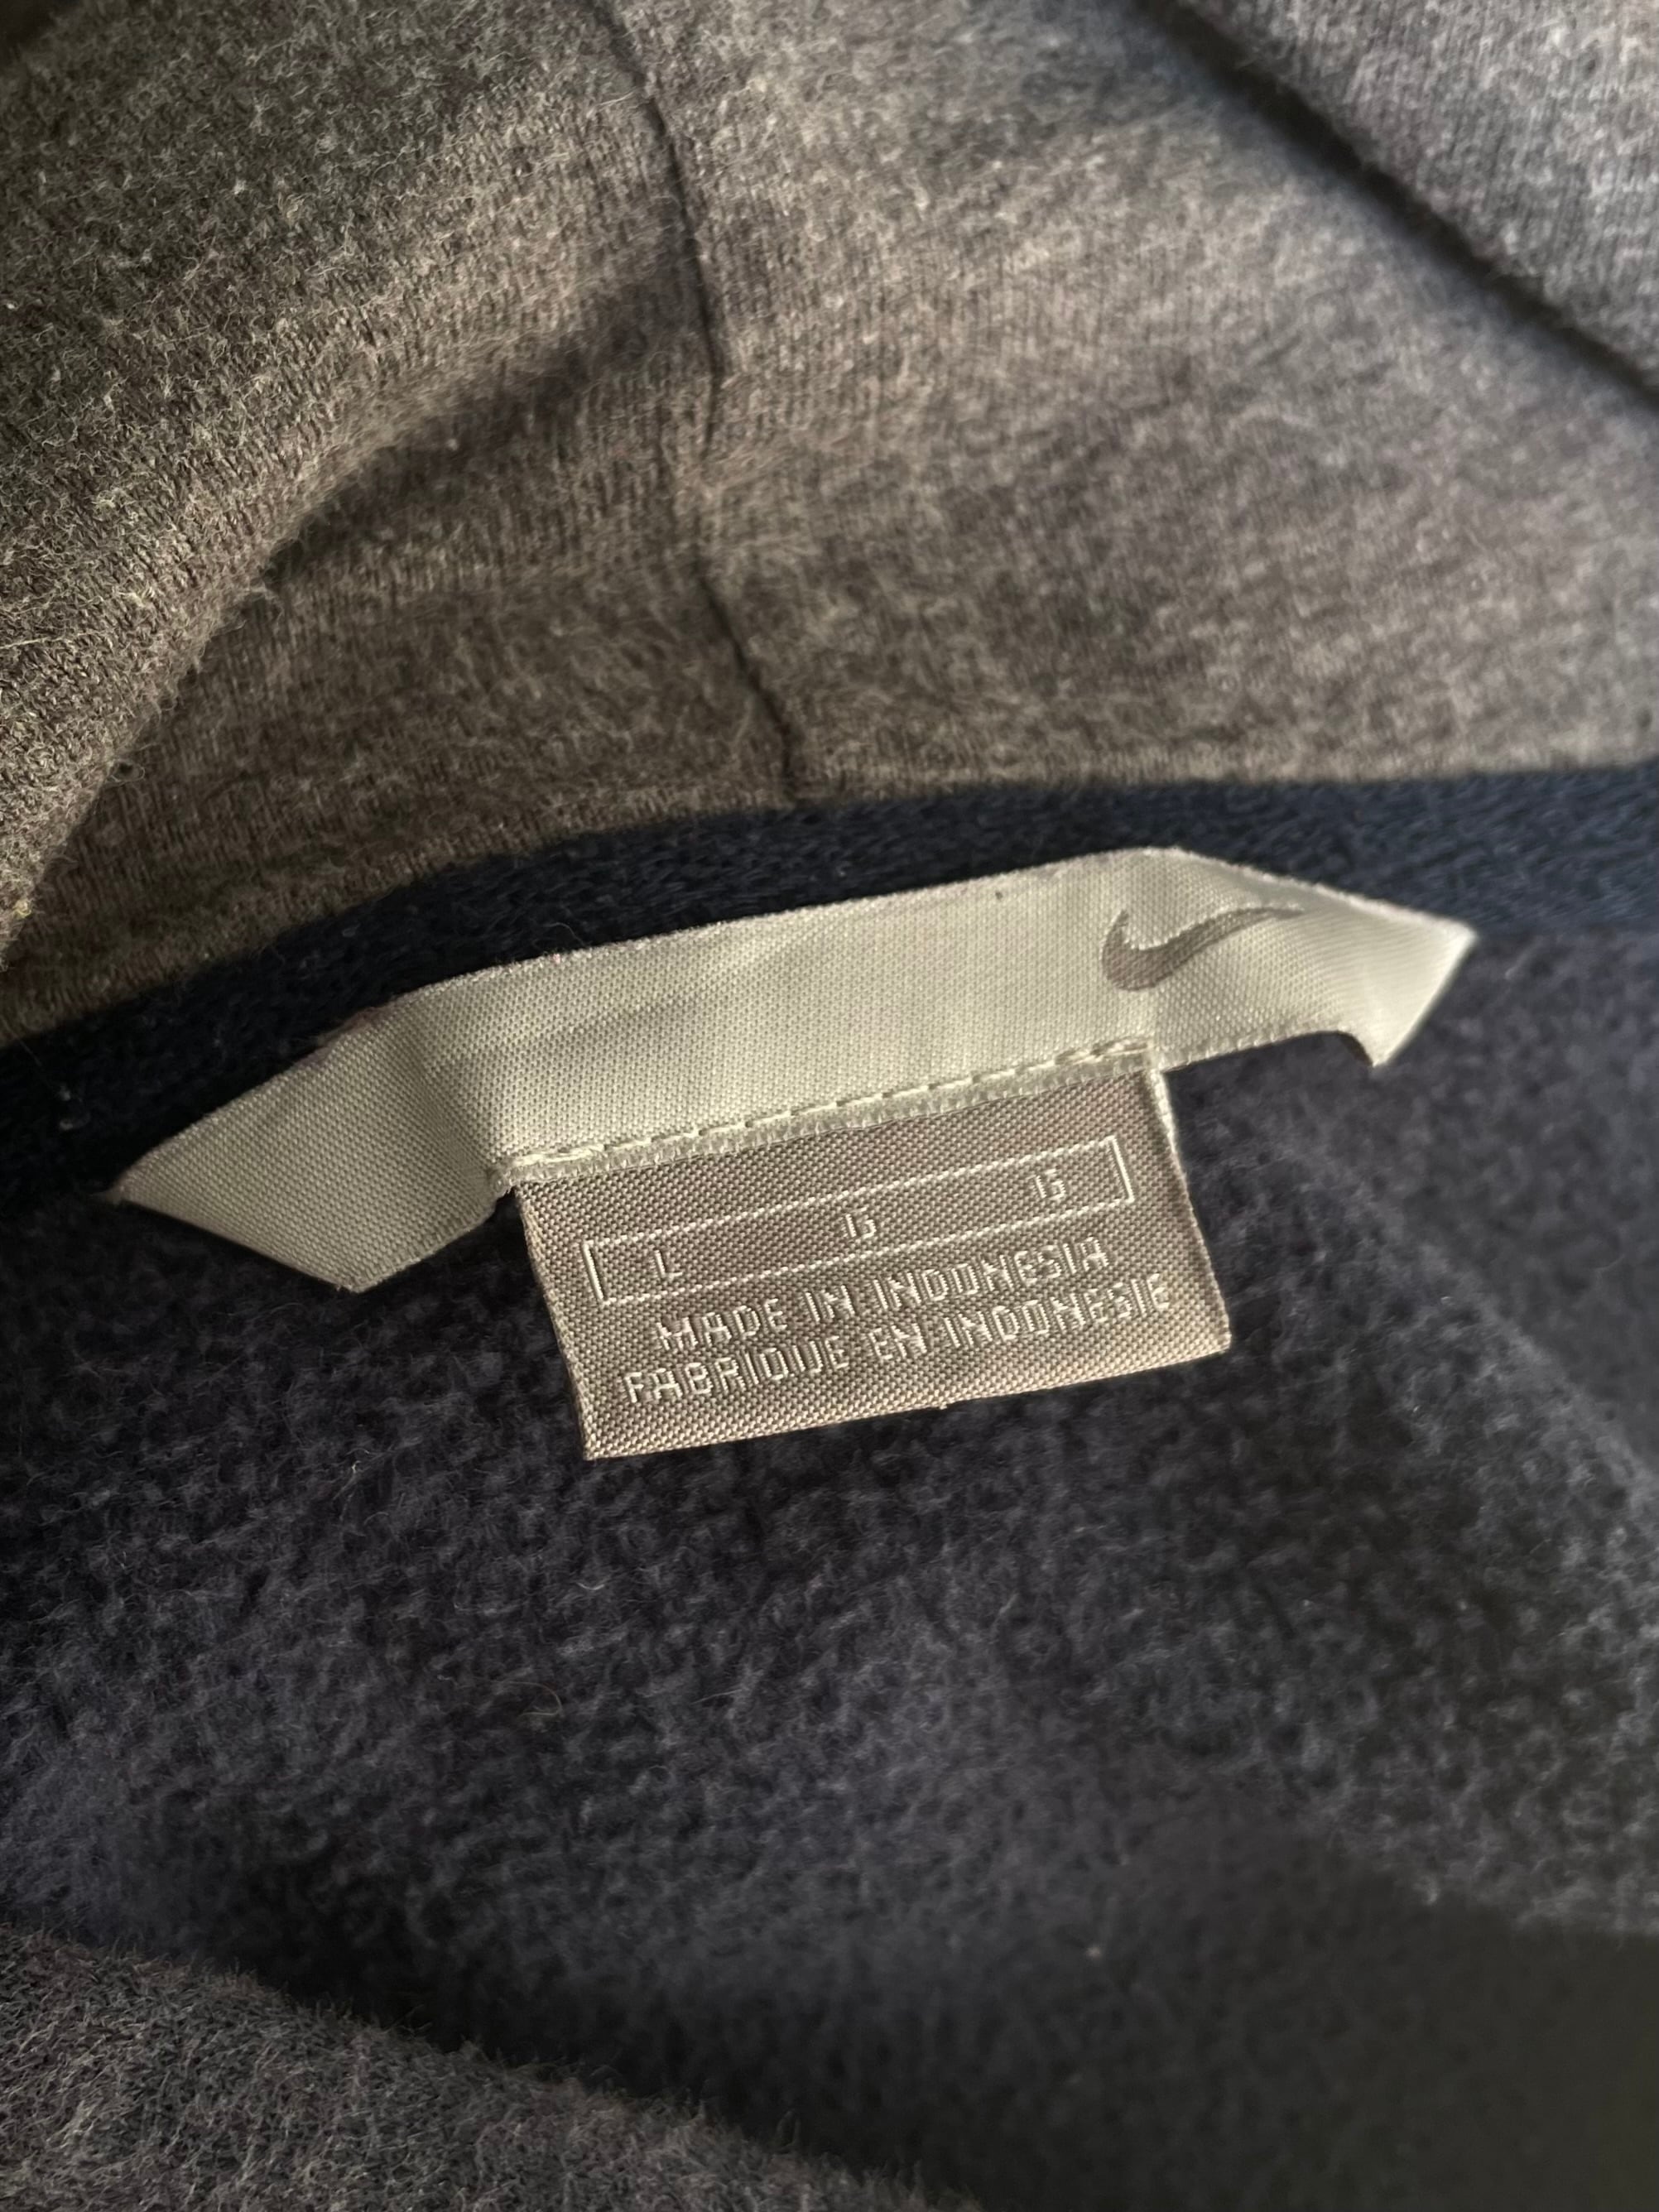 L G G
MADE IN INDONESIA
FABRIQUE EN INDONESIE